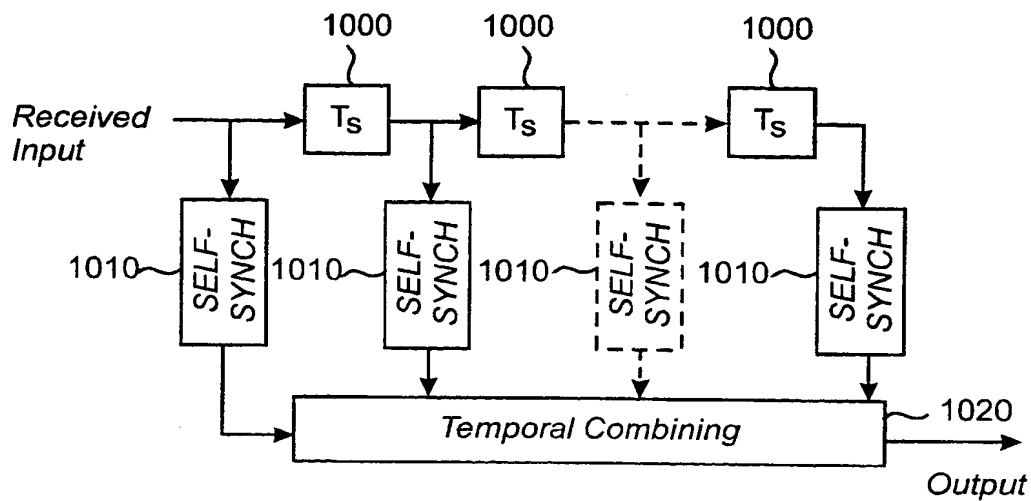 1000
1000
1000
Received
Input
Ts
Ts
Ts
1010
SELF-
SYNCH
1010
SELF-
SYNCH
1010
SELF-
SYNCH
1010
SELF-
SYNCH
Temporal Combining
1020
Output